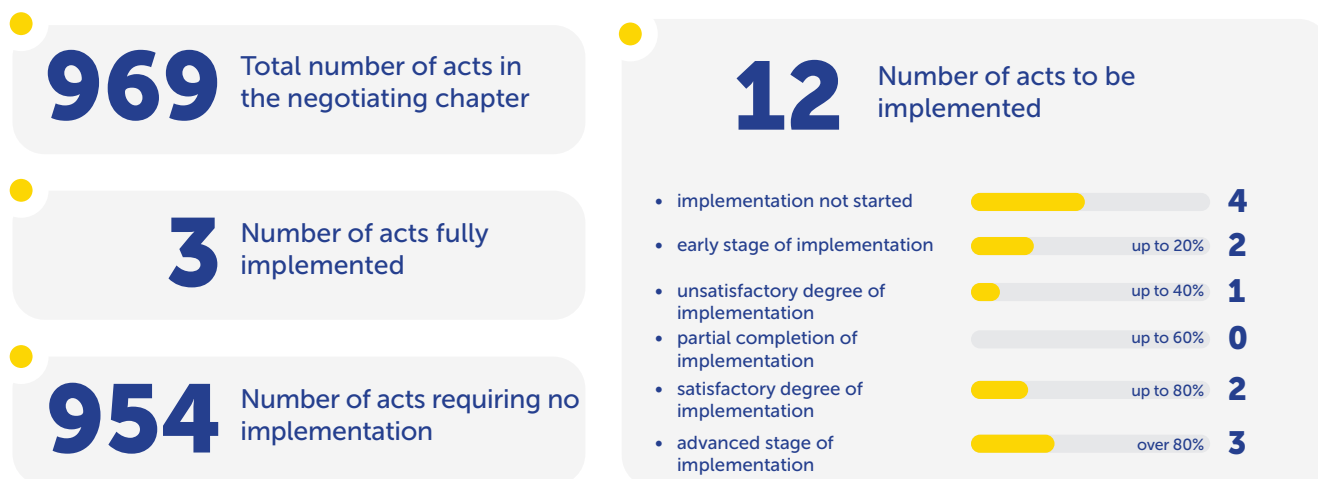 969
Total number of acts in
the negotiating chapter
3
Number of acts fully
implemented
954
Number of acts requiring no
implementation
12
Number of acts to be
implemented
• implementation not started 4
• early stage of implementation up to 20% 2
• unsatisfactory degree of
implementation up to 40% 1
• partial completion of
implementation up to 60% 0
• satisfactory degree of
implementation up to 80% 2
• advanced stage of
implementation over 80% 3